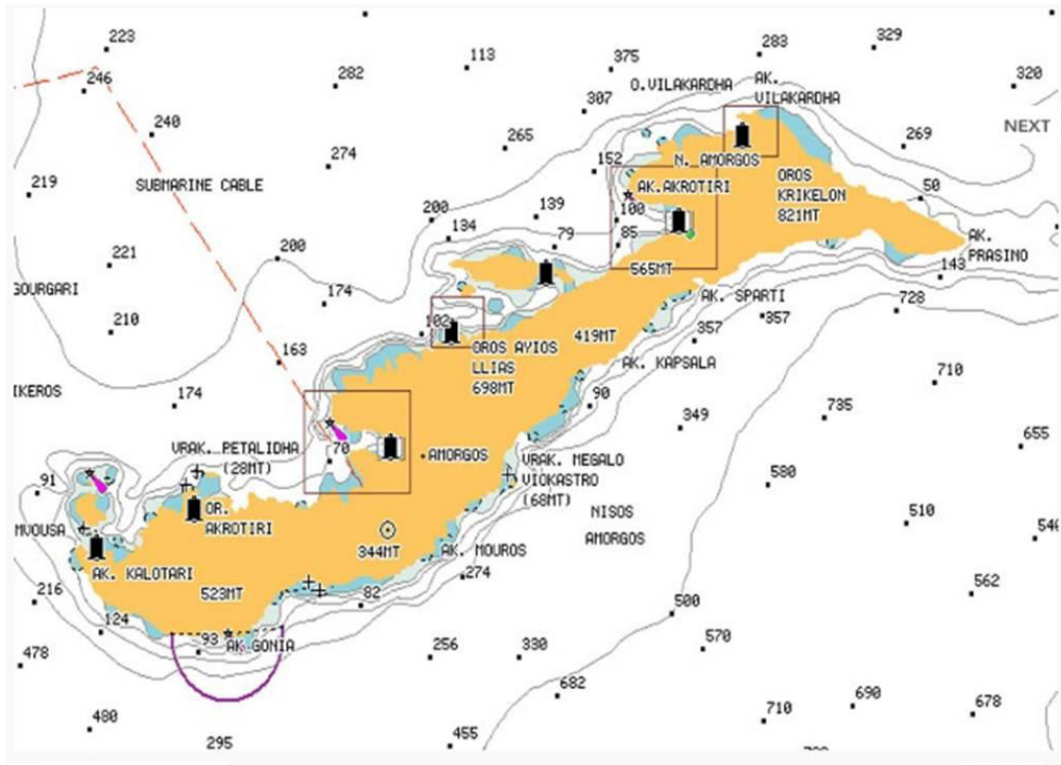 223
246
240
219
SUBMARINE CABLE
221
GOURGARI
210
IKEROS
174
163
200
174
282
274
113
265
375
307
283
329
320
O.VILAKARDHA
AK.
VILAKARDHA
NEXT
269
152
N. AMORGOS
AK.AKROTIRI
OROS
KRIKELON
821MT
50
AK.
PRASINO
143
200
134
139
79
100
85
565MT
AK. SPARTI
728
357
357
102
OROS AYIOS
LLIAS
698MT
419MT
AK. KAPSALA
90
349
710
735
655
VRAK. PETALIDHA
(28MT)
70
AMORGOS
VRAK. MEGALO
VIOKASTRO
(68MT)
580
NISOS
AMORGOS
510
540
91
MVOUSA
OR.
AKROTIRI
344MT
AK. MOUROS
274
AK. KALOTARI
523MT
82
216
124
93
AK GONIA
478
256
330
500
570
562
682
690
678
710
480
295
455